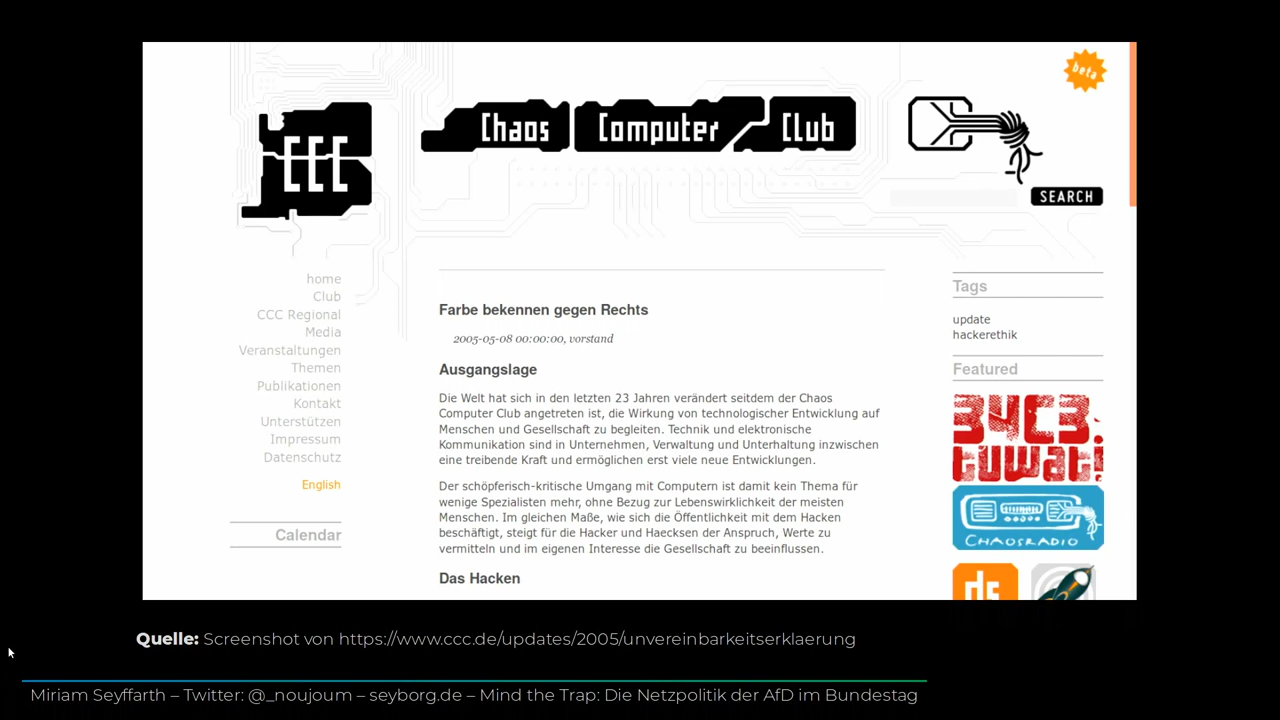 beta
CCC
Chaos Computer Club
SEARCH
home
Club
CCC Regional
Media
Veranstaltungen
Themen
Publikationen
Kontakt
Unterstützen
Impressum
Datenschutz
English
Calendar
Farbe bekennen gegen Rechts
2005-05-08 00:00:00, vorstand
Ausgangslage
Die Welt hat sich in den letzten 23 Jahren verändert seitdem der Chaos
Computer Club angetreten ist, die Wirkung von technologischer Entwicklung auf
Menschen und Gesellschaft zu begleiten. Technik und elektronische
Kommunikation sind in Unternehmen, Verwaltung und Unterhaltung inzwischen
eine treibende Kraft und ermöglichen erst viele neue Entwicklungen.
Der schöpferisch-kritische Umgang mit Computern ist damit kein Thema für
wenige Spezialisten mehr, ohne Bezug zur Lebenswirklichkeit der meisten
Menschen. Im gleichen Maße, wie sich die Öffentlichkeit mit dem Hacken
beschäftigt, steigt für die Hacker und Haecksen der Anspruch, Werte zu
vermitteln und im eigenen Interesse die Gesellschaft zu beeinflussen.
Das Hacken
Tags
update
hackerethik
Featured
34C3.
tuwat!
CHAOSRADIO
ds
Quelle: Screenshot von https://www.ccc.de/updates/2005/unvereinbarkeitserklaerung
Miriam Seyffarth – Twitter: @_noujoum – seyborg.de – Mind the Trap: Die Netzpolitik der AfD im Bundestag